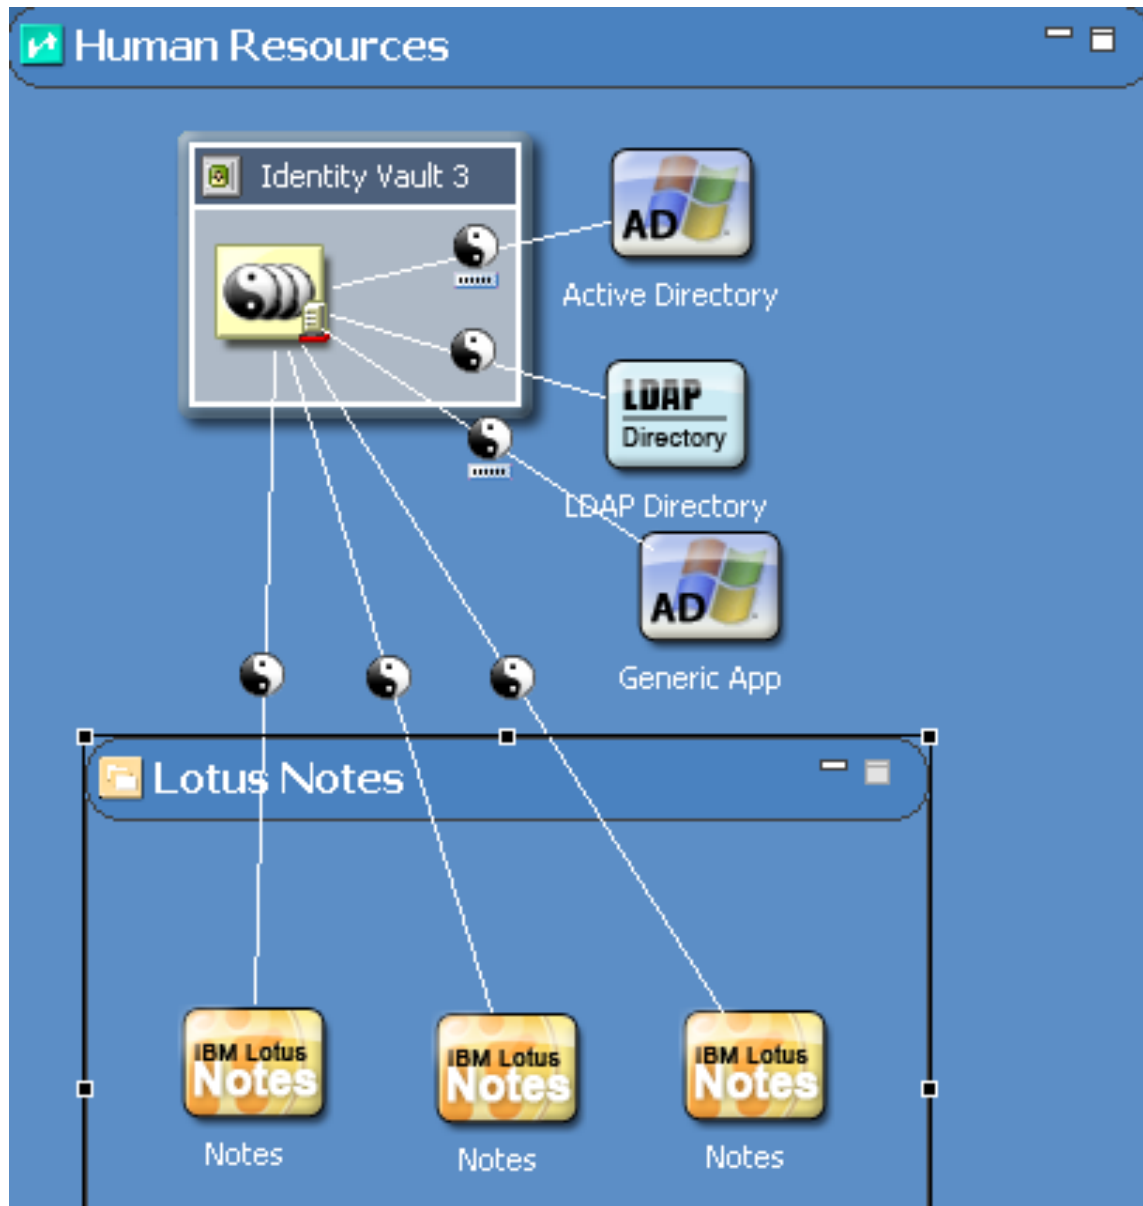 Human Resources
Identity Vault 3
AD
Active Directory
LDAP
Directory
LDAP Directory
AD
Generic App
Lotus Notes
IBM Lotus
Notes
Notes
IBM Lotus
Notes
Notes
IBM Lotus
Notes
Notes